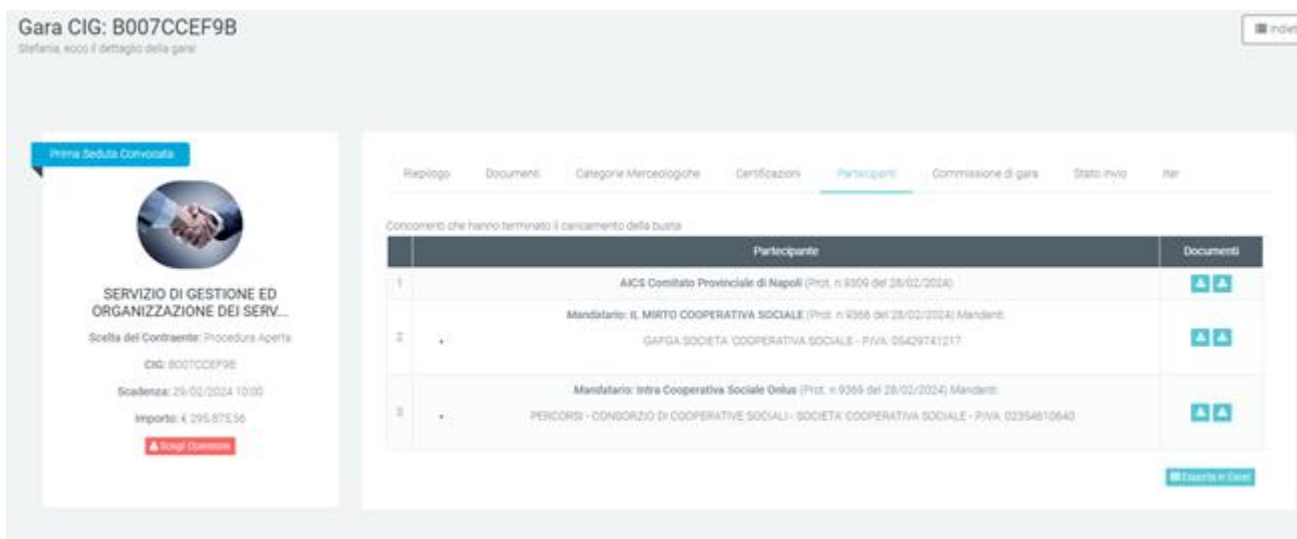 Gara CIG: B007CCEF9B
Stefania, ecco il dettaglio della gara!
Indiet
Prima Seduta Convocata
SERVIZIO DI GESTIONE ED
ORGANIZZAZIONE DEI SERV...
Scelta del Contraente: Procedura Aperta
CIG: B007CCEF9B
Scadenza: 29/02/2024 10:00
Importo: € 295.875,56
Scegli Operatore
Riepilogo Documenti Categorie Merceologiche Certificazioni Partecipanti Commissione di gara Stato invio Iter
Concorrenti che hanno terminato il caricamento della busta
Partecipante Documenti
1 AICS Comitato Provinciale di Napoli (Prot. n.9309 del 28/02/2024)
Mandatario: IL MIRTO COOPERATIVA SOCIALE (Prot. n.9366 del 28/02/2024) Mandanti:
2 • GAFGA SOCIETA 'COOPERATIVA SOCIALE - P.IVA: 05429741217
Mandatario: Intra Cooperativa Sociale Onlus (Prot. n.9369 del 28/02/2024) Mandanti:
3 • PERCORSI - CONSORZIO DI COOPERATIVE SOCIALI - SOCIETA' COOPERATIVA SOCIALE - P.IVA: 02354610640
Esporta in Excel